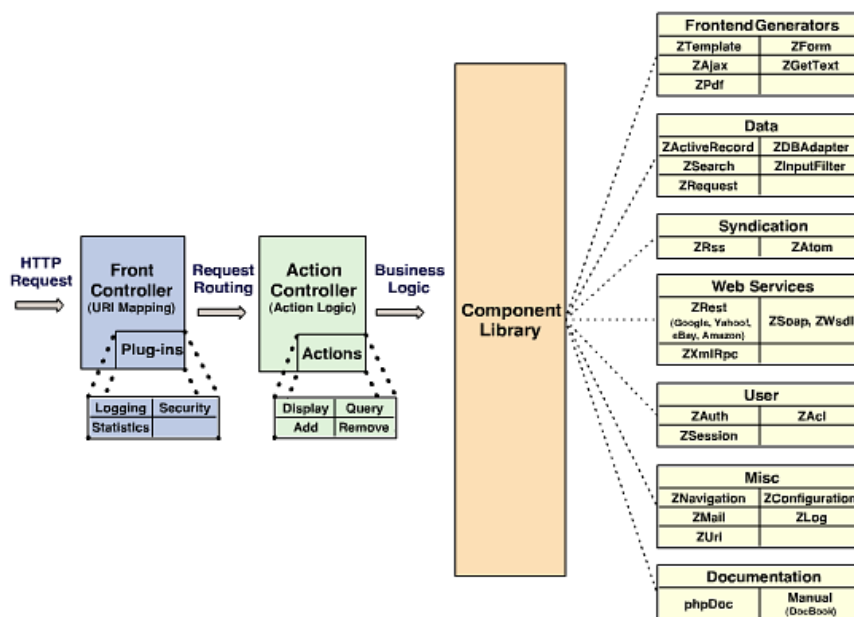 HTTP
Request
Front
Controller
(URI Mapping)
Plug-ins
Logging Security
Statistics
Request
Routing
Action
Controller
(Action Logic)
Actions
Display Query
Add Remove
Business
Logic
Component
Library
Frontend Generators
ZTemplate ZForm
ZAjax ZGetText
ZPdf
Data
ZActiveRecord ZDBAdapter
ZSearch ZInputFilter
ZRequest
Syndication
ZRss ZAtom
Web Services
ZRest
(Google, Yahoo!,
eBay, Amazon)
ZSoap, ZWsdl
ZXmlRpc
User
ZAuth ZAcl
ZSession
Misc
ZNavigation ZConfiguration
ZMail ZLog
ZUrl
Documentation
phpDoc
Manual
(DocBook)